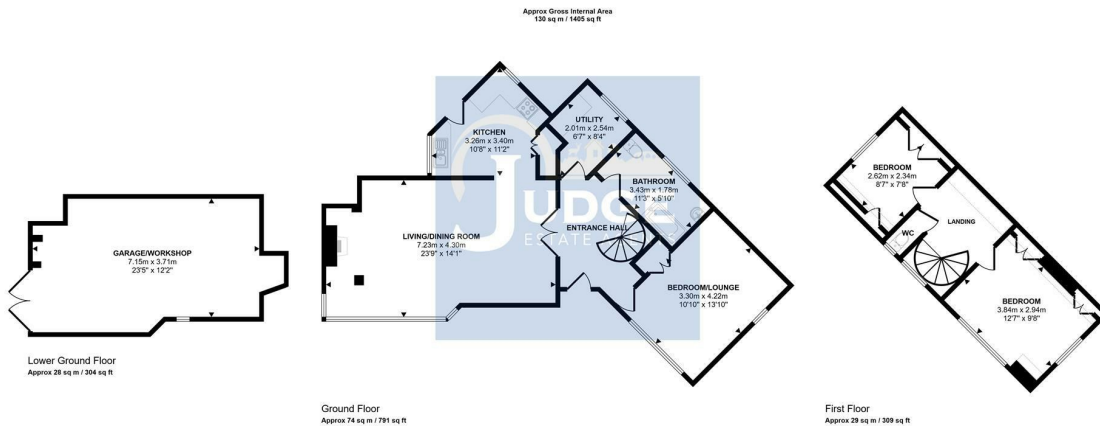 Approx Gross Internal Area
130 sq m / 1405 sq ft
GARAGE/WORKSHOP
7.15m x 3.71m
23'5" x 12'2"
Lower Ground Floor
Approx 28 sq m / 304 sq ft
KITCHEN
3.26m x 3.40m
10'8" x 11'2"
UTILITY
2.01m x 2.54m
6'7" x 8'4"
BATHROOM
3.43m x 1.78m
11'3" x 5'10"
LIVING/DINING ROOM
7.23m x 4.30m
23'9" x 14'1"
ENTRANCE HALL
BEDROOM/LOUNGE
3.30m x 4.22m
10'10" x 13'10"
JUDGE
ESTATE
Ground Floor
Approx 74 sq m / 791 sq ft
BEDROOM
2.62m x 2.34m
8'7" x 7'8"
LANDING
WC
BEDROOM
3.84m x 2.94m
12'7" x 9'8"
First Floor
Approx 29 sq m / 309 sq ft